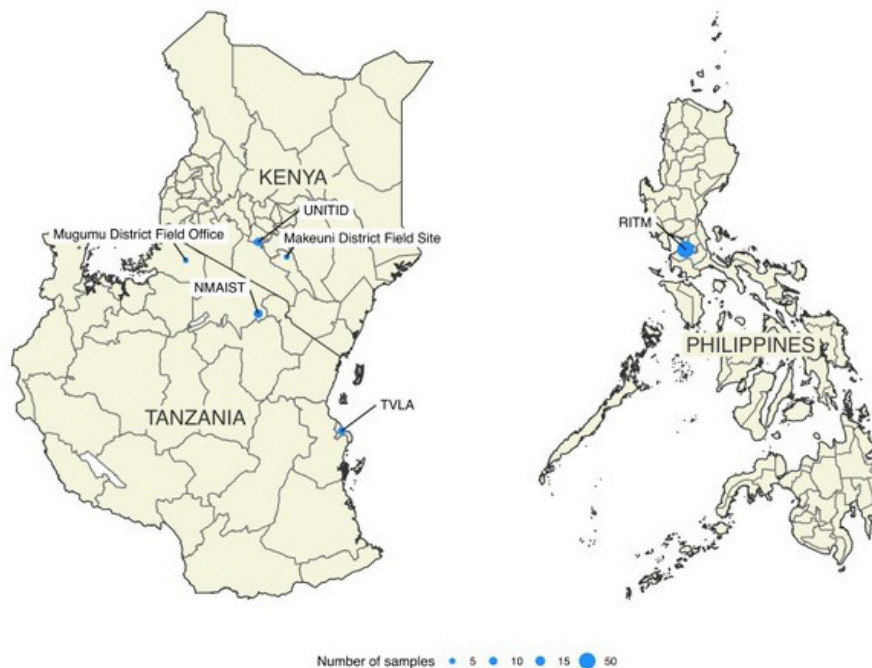 KENYA
UNITID
Mugumu District Field Office
Makeuni District Field Site
NMAIST
TANZANIA
TVLA
RITM
PHILIPPINES
Number of samples 5 10 15 50